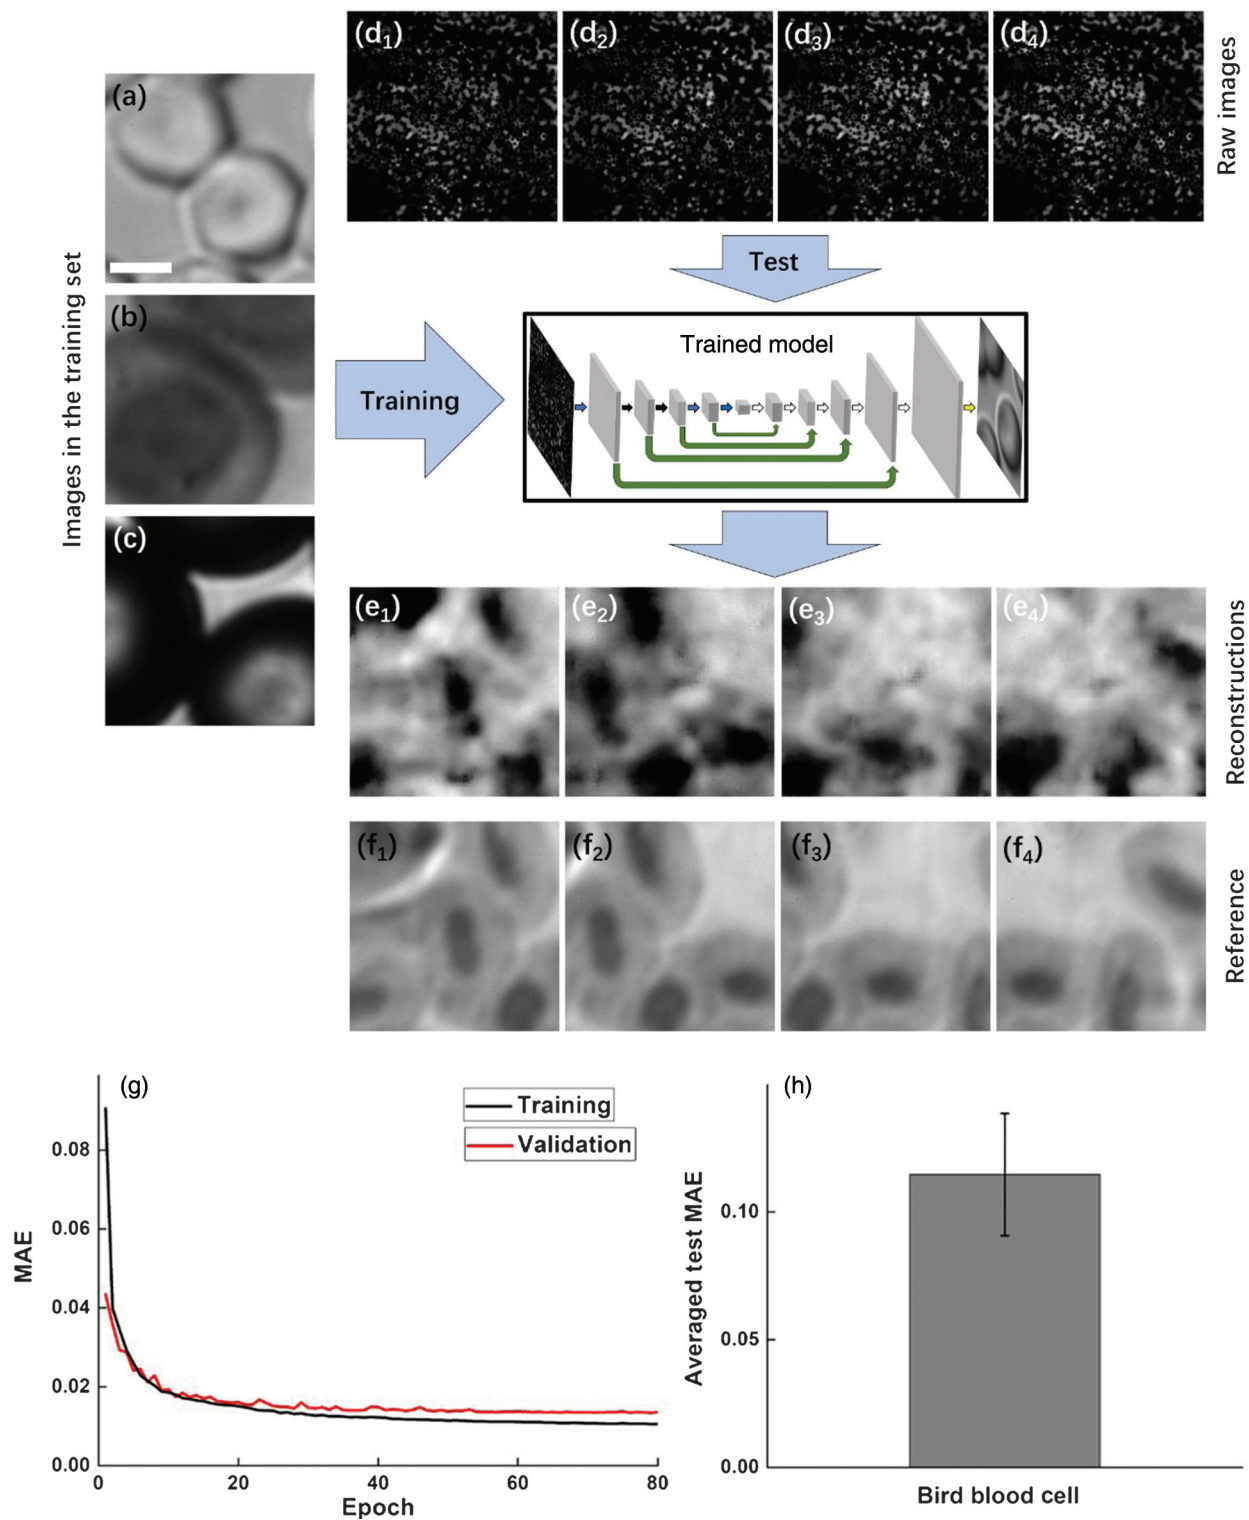 (d1)
(d2)
(d3)
(d4)
Raw images
(a)
(b)
(c)
Images in the training set
Test
Training
Trained model
(e1)
(e2)
(e3)
(e4)
Reconstructions
(f1)
(f2)
(f3)
(f4)
Reference
(g)
Training
Validation
0.08
0.06
0.04
0.02
0.00
MAE
0
20
40
60
80
Epoch
(h)
0.10
0.05
0.00
Averaged test MAE
Bird blood cell